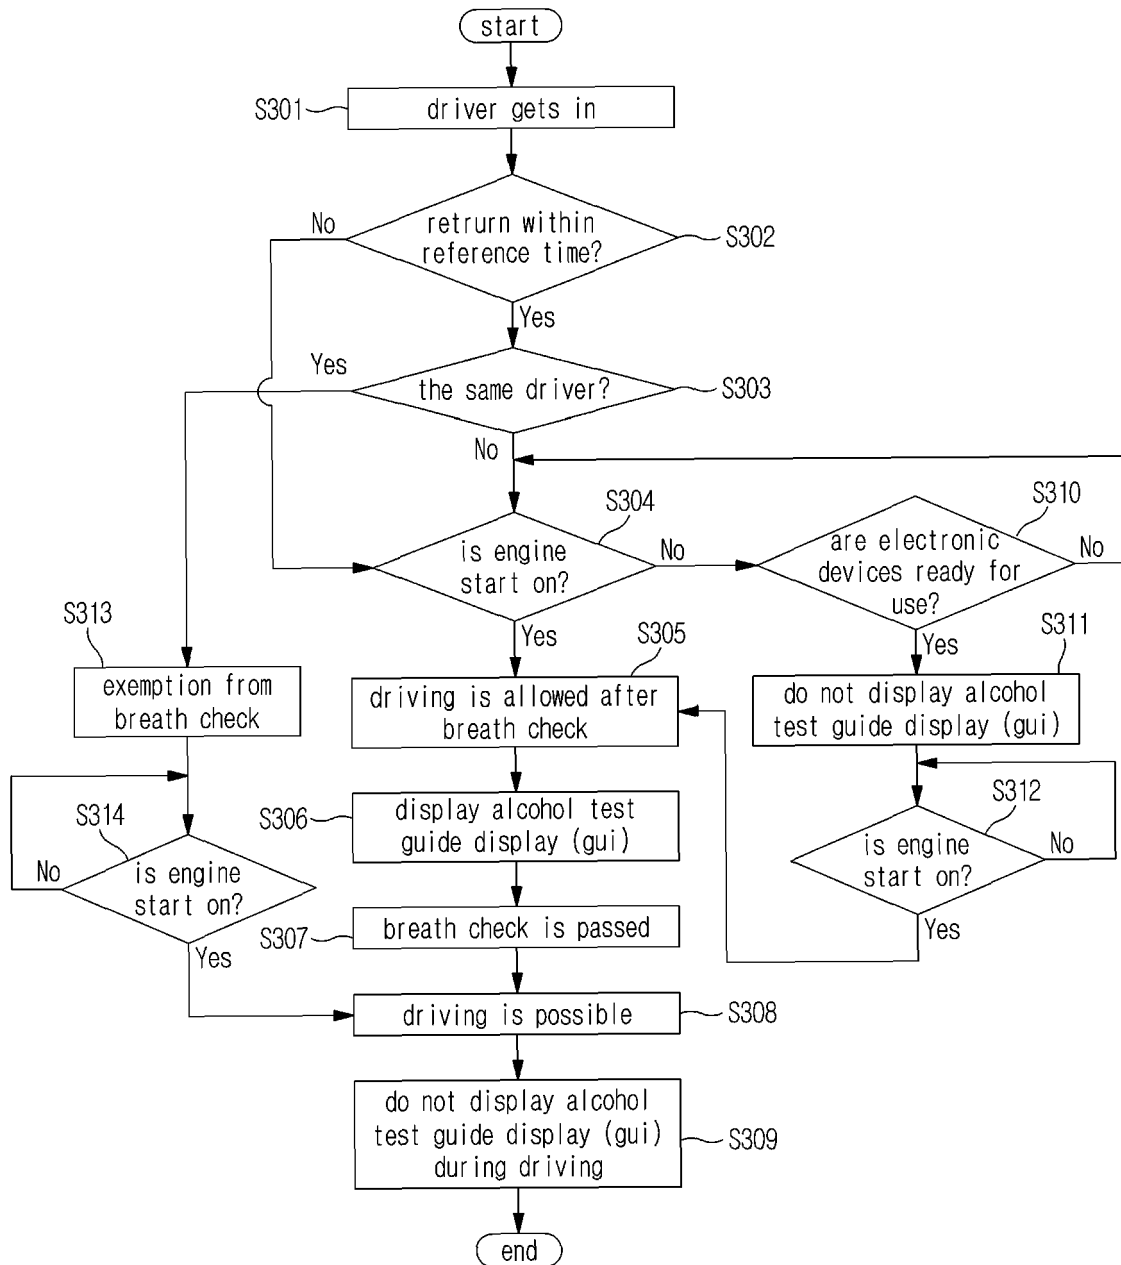 start
S301
driver gets in
No
retrurn within
reference time?
S302
Yes
Yes
the same driver?
S303
No
S304
is engine
start on?
No
S310
are electronic
devices ready for
use?
No
Yes
Yes
S313
exemption from
breath check
S305
driving is allowed after
breath check
S311
do not display alcohol
test guide display (gui)
S306
display alcohol test
guide display (gui)
S312
is engine
start on?
No
Yes
S314
is engine
start on?
No
Yes
S307
breath check is passed
driving is possible
S308
do not display alcohol
test guide display (gui)
during driving
S309
end